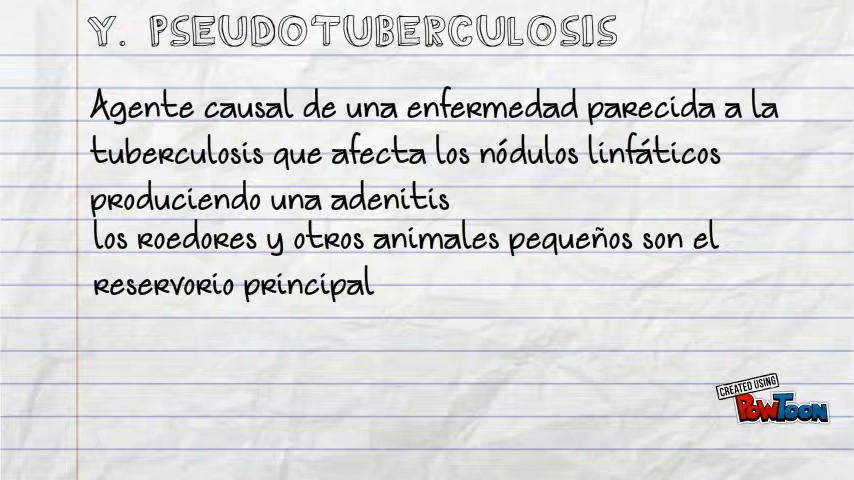 Y. PSEUDOTUBERCULOSIS
Agente causal de una enfermedad parecida a la
tuberculosis que afecta los nódulos linfáticos
produciendo una adenitis
los roedores y otros animales pequeños son el
reservorio principal
CREATED USING
POWTOON